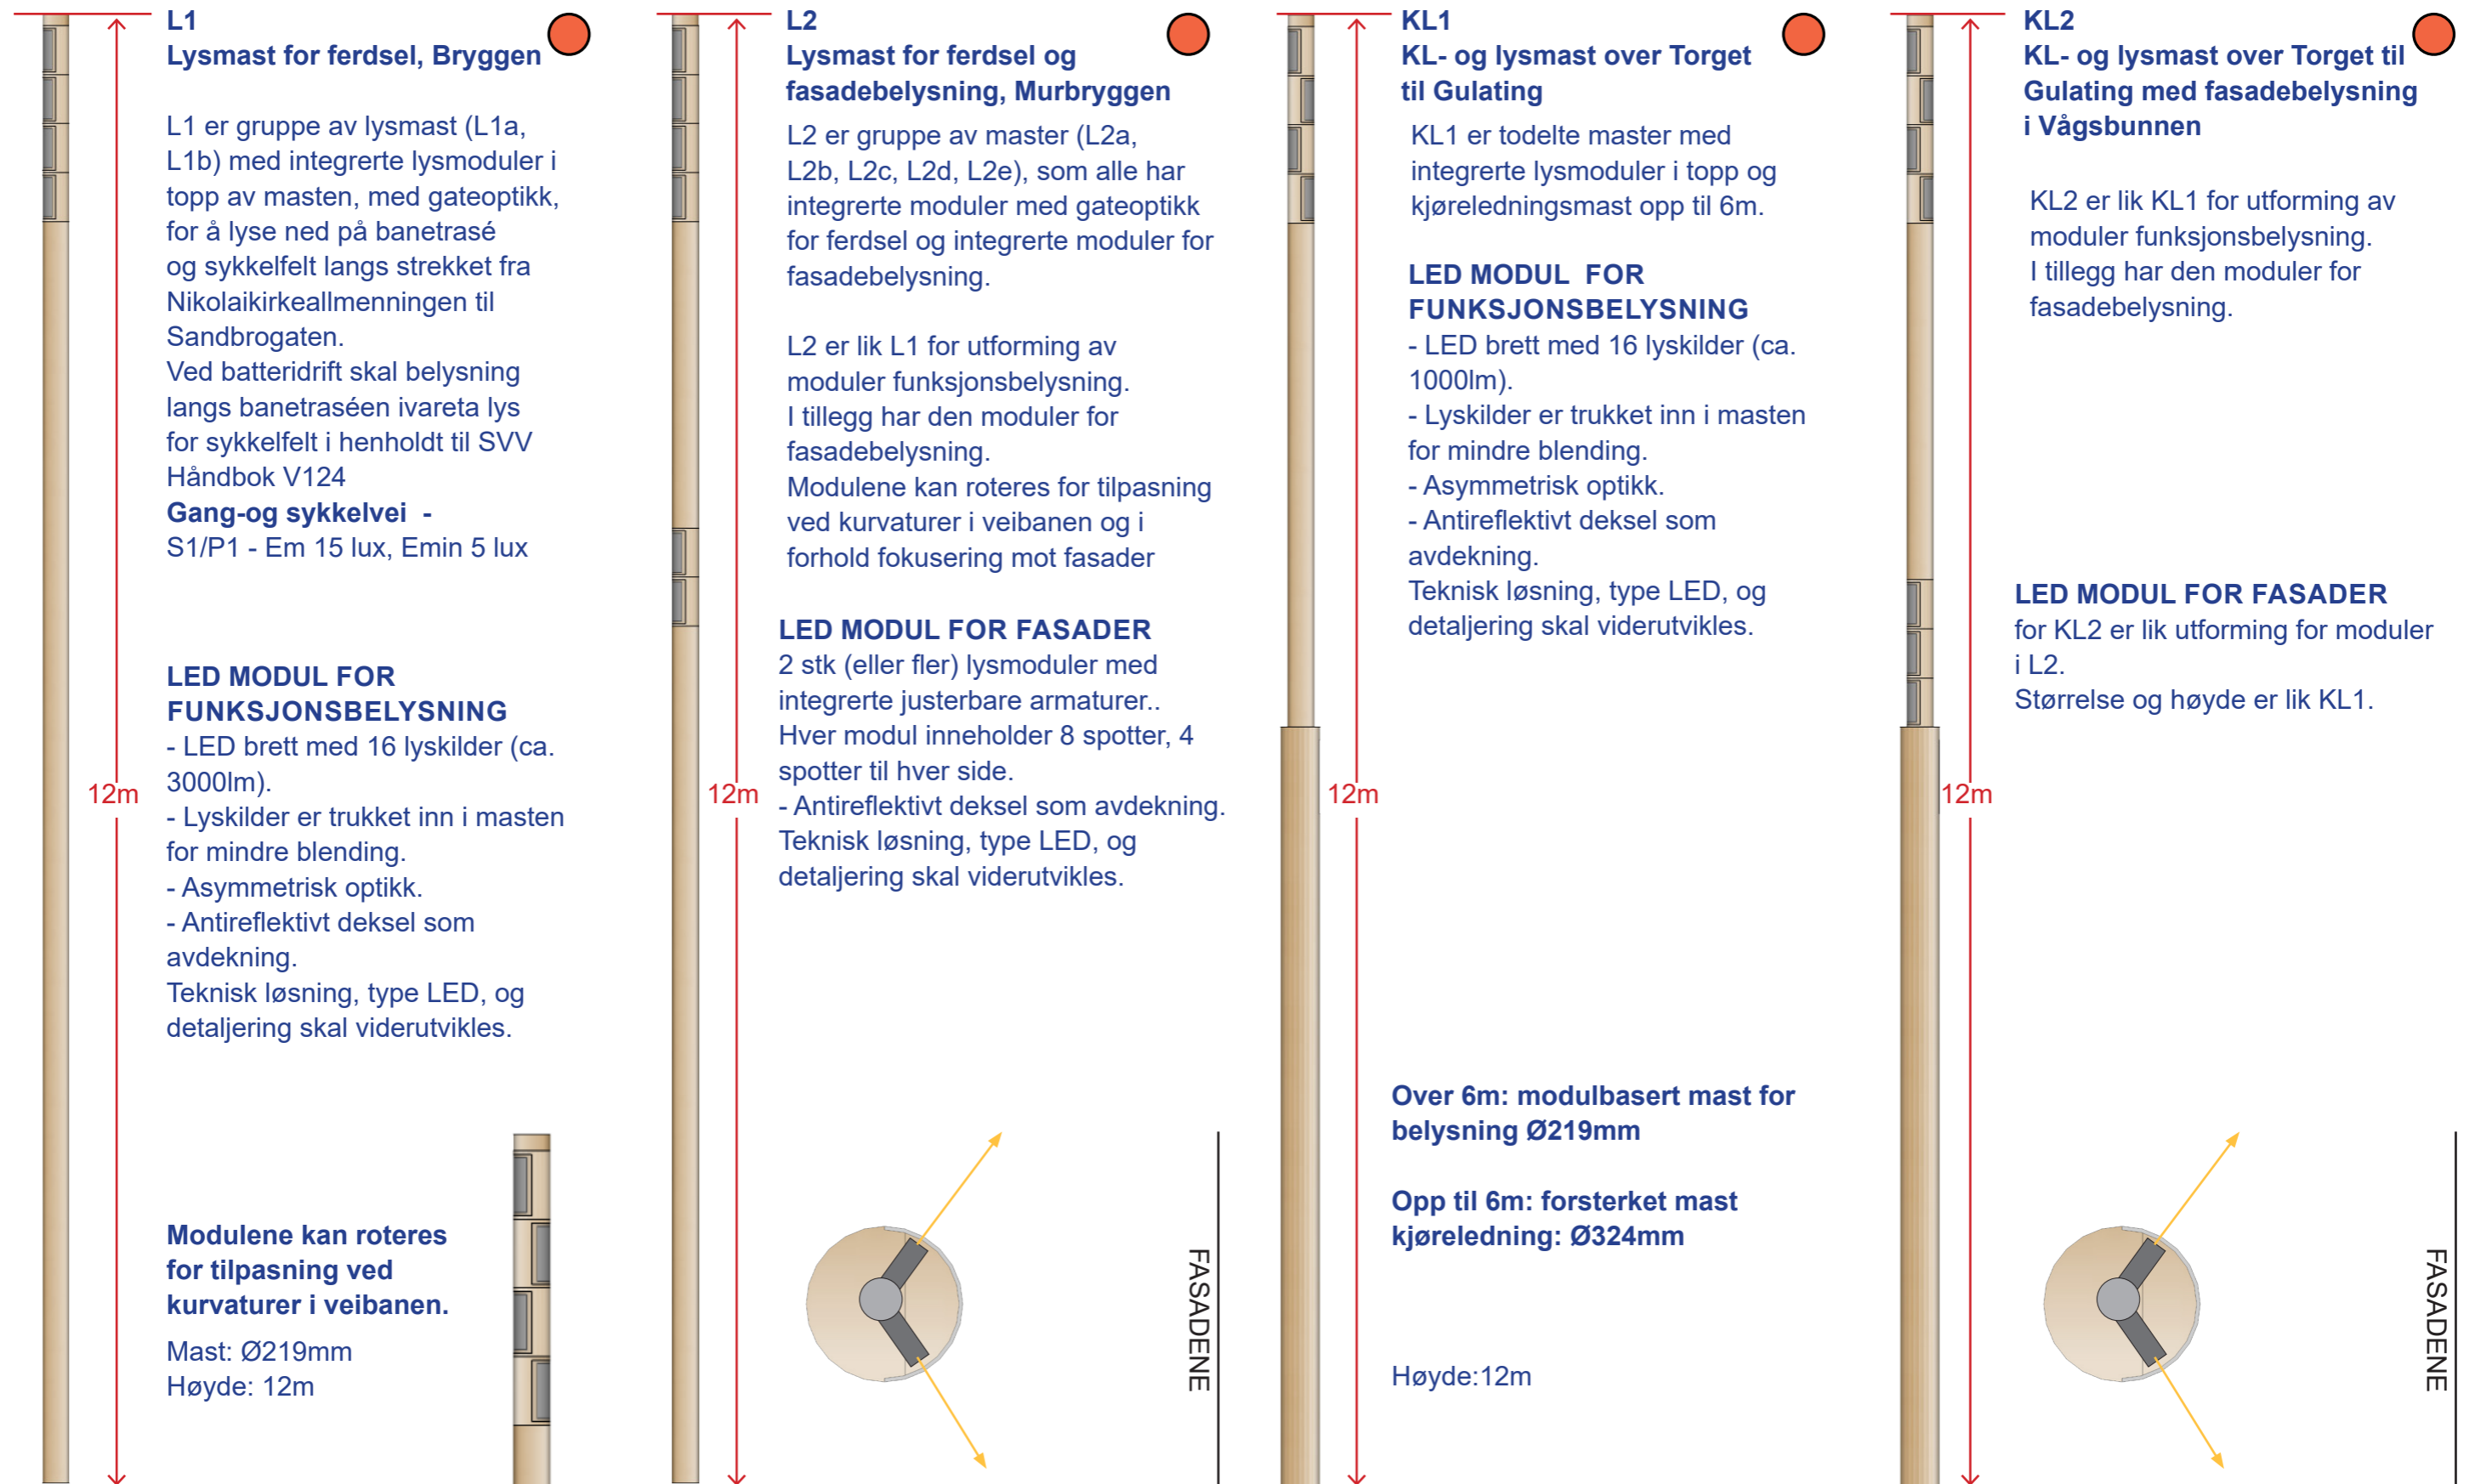 L1
Lysmast for ferdsel, Bryggen
L1 er gruppe av lysmast (L1a,
L1b) med integrerte lysmoduler i
topp av masten, med gateoptikk,
for å lyse ned på banetrasé
og sykkelfelt langs strekket fra
Nikolaikirkeallmenningen til
Sandbrogaten.
Ved batteridrift skal belysning
langs banetraséen ivareta lys
for sykkelfelt i henholdt til SVV
Håndbok V124
Gang-og sykkelvei -
S1/P1 - Em 15 lux, Emin 5 lux
LED MODUL FOR
FUNKSJONSBELYSNING
- LED brett med 16 lyskilder (ca.
3000lm).
- Lyskilder er trukket inn i masten
for mindre blending.
- Asymmetrisk optikk.
- Antireflektivt deksel som
avdekning.
Teknisk løsning, type LED, og
detaljering skal viderutvikles.
12m
Modulene kan roteres
for tilpasning ved
kurvaturer i veibanen.
Mast: Ø219mm
Høyde: 12m
L2
Lysmast for ferdsel og
fasadebelysning, Murbryggen
L2 er gruppe av master (L2a,
L2b, L2c, L2d, L2e), som alle har
integrerte moduler med gateoptikk
for ferdsel og integrerte moduler for
fasadebelysning.
L2 er lik L1 for utforming av
moduler funksjonsbelysning.
I tillegg har den moduler for
fasadebelysning.
Modulene kan roteres for tilpasning
ved kurvaturer i veibanen og i
forhold fokusering mot fasader
LED MODUL FOR FASADER
2 stk (eller fler) lysmoduler med
integrerte justerbare armaturer..
Hver modul inneholder 8 spotter, 4
spotter til hver side.
- Antireflektivt deksel som avdekning.
Teknisk løsning, type LED, og
detaljering skal viderutvikles.
12m
FASADENE
KL1
KL- og lysmast over Torget
til Gulating
KL1 er todelte master med
integrerte lysmoduler i topp og
kjøreledningsmast opp til 6m.
LED MODUL FOR
FUNKSJONSBELYSNING
- LED brett med 16 lyskilder (ca.
1000lm).
- Lyskilder er trukket inn i masten
for mindre blending.
- Asymmetrisk optikk.
- Antireflektivt deksel som
avdekning.
Teknisk løsning, type LED, og
detaljering skal viderutvikles.
12m
Over 6m: modulbasert mast for
belysning Ø219mm
Opp til 6m: forsterket mast
kjøreledning: Ø324mm
Høyde:12m
KL2
KL- og lysmast over Torget til
Gulating med fasadebelysning
i Vågsbunnen
KL2 er lik KL1 for utforming av
moduler funksjonsbelysning.
I tillegg har den moduler for
fasadebelysning.
LED MODUL FOR FASADER
for KL2 er lik utforming for moduler
i L2.
Størrelse og høyde er lik KL1.
12m
FASADENE